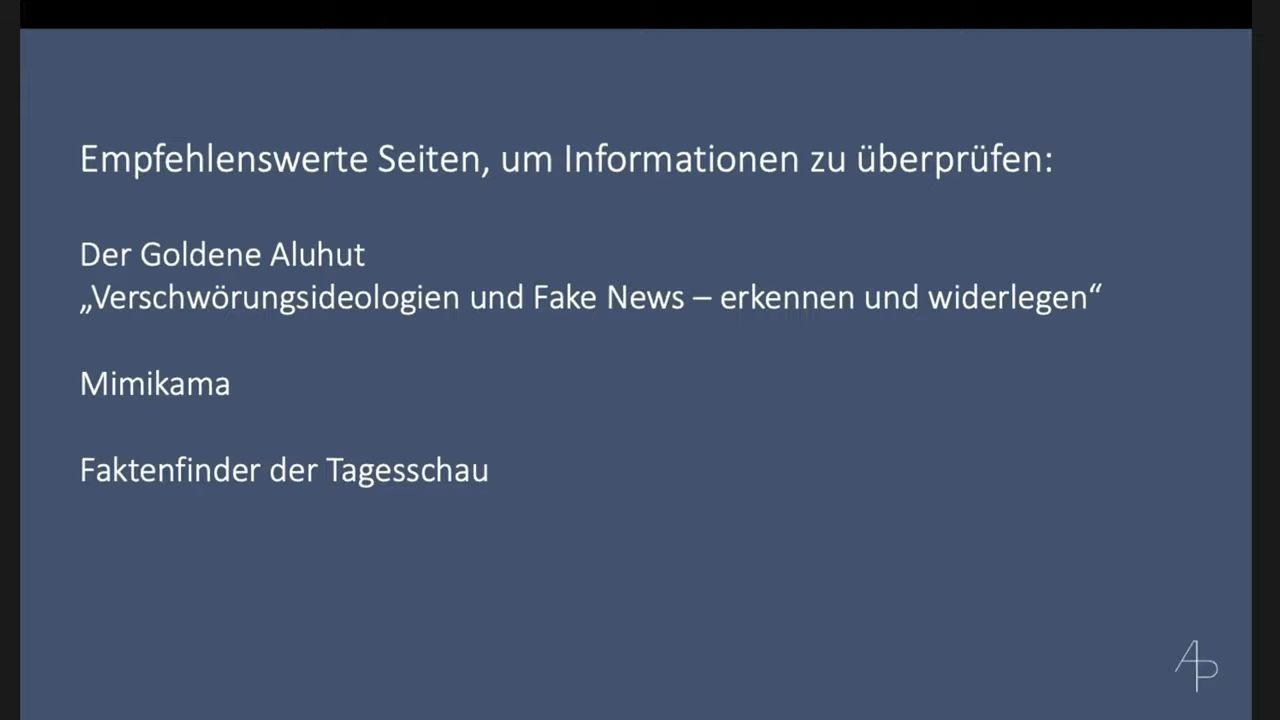 Empfehlenswerte Seiten, um Informationen zu überprüfen:
Der Goldene Aluhut
„Verschwörungsideologien und Fake News – erkennen und widerlegen“
Mimikama
Faktenfinder der Tagesschau
AP